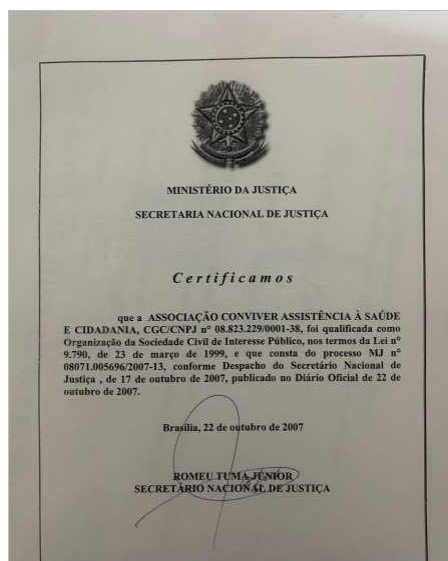 MINISTÉRIO DA JUSTIÇA
SECRETARIA NACIONAL DE JUSTIÇA
Certificamos
que a ASSOCIAÇÃO CONVIVER ASSISTÊNCIA À SAÚDE
E CIDADANIA, CGC/CNPJ nº 08.823.229/0001-38, foi qualificada como
Organização da Sociedade Civil de Interesse Público, nos termos da Lei nº
9.790, de 23 de março de 1999, e que consta do processo MJ nº
08071.005696/2007-13, conforme Despacho do Secretário Nacional de
Justiça , de 17 de outubro de 2007, publicado no Diário Oficial de 22 de
outubro de 2007.
Brasília, 22 de outubro de 2007
ROMEU TUMA JÚNIOR
SECRETÁRIO NACIONAL DE JUSTIÇA